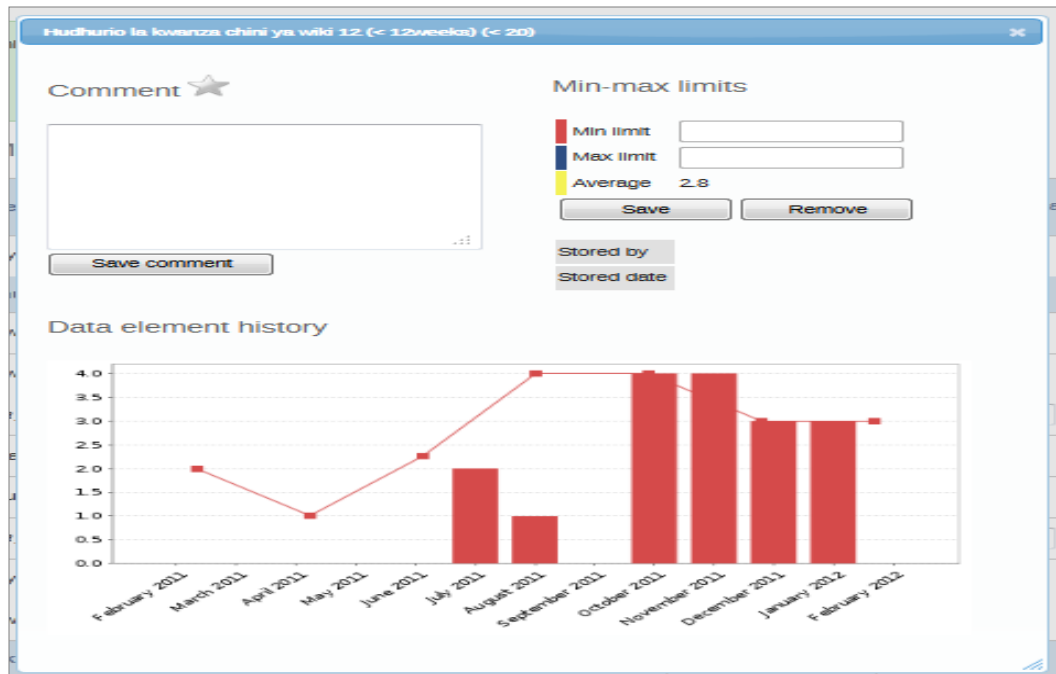 Hudhurio la kwanza chini ya wiki 12 (< 12weeks) (< 20)
Comment
Save comment
Min-max limits
Min limit
Max limit
Average 2.8
Save Remove
Stored by
Stored date
Data element history
4.0
3.5
3.0
2.5
2.0
1.5
1.0
0.5
0.0
February 2011
March 2011
April 2011
May 2011
June 2011
July 2011
August 2011
September 2011
October 2011
November 2011
December 2011
January 2012
February 2012